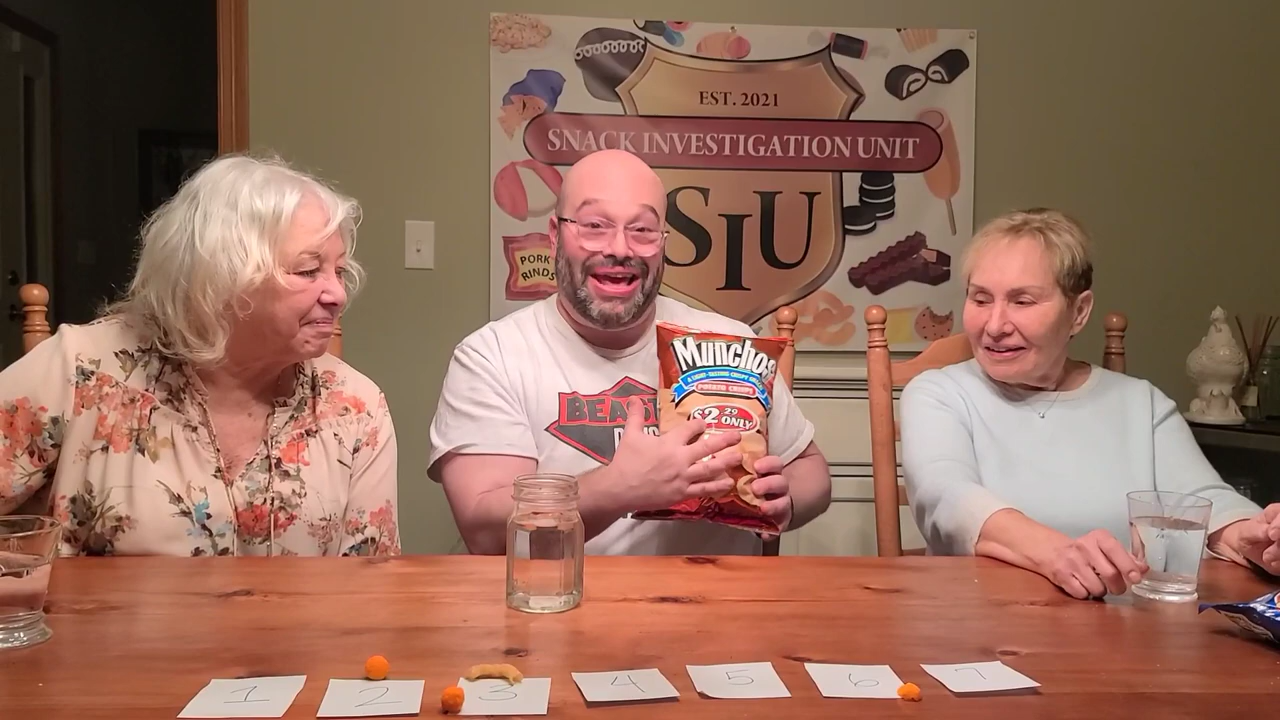 EST. 2021
SNACK INVESTIGATION UNIT
SIU
PORK
RINDS
Munchos
POTATO CRISPS
$2 29
ONLY
BEAST
1
2
3
4
5
6
7